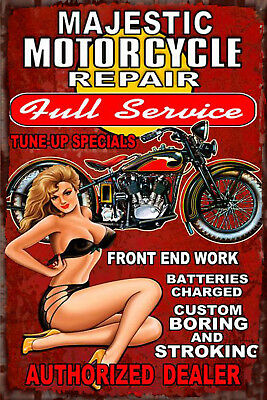 MAJESTIC
MOTORCYCLE
REPAIR
Full Service
TUNE-UP SPECIALS
FRONT END WORK
BATTERIES
CHARGED
CUSTOM
BORING
AND
STROKING
AUTHORIZED DEALER